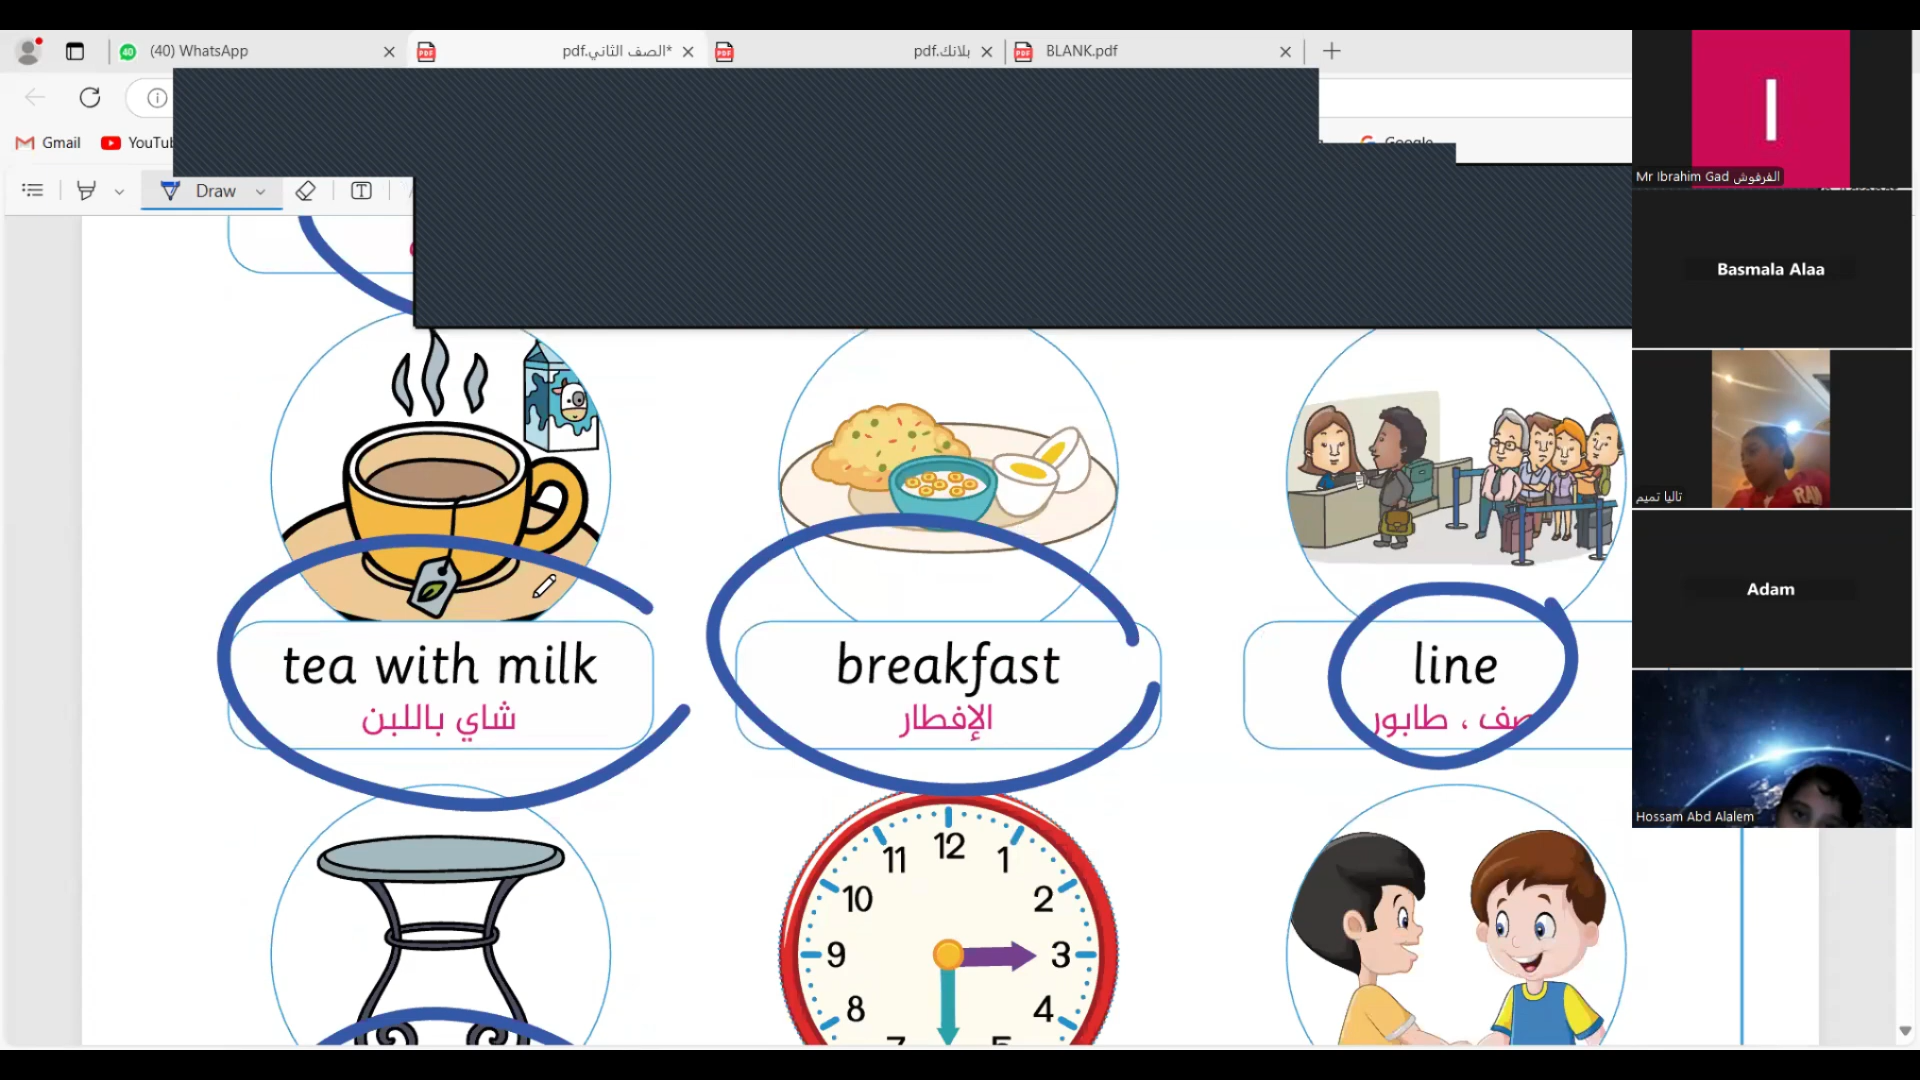 (40) WhatsApp
*الصف الثاني.pdf
بلانك.pdf
BLANK.pdf
Gmail
Draw
Mr Ibrahim Gad الفرفوش
Basmala Alaa
تاليا تميم
Adam
Hossam Abd Alalem
tea with milk
شاي باللبن
breakfast
الإفطار
line
صف ، طابور
12
11 1
10 2
9 3
8 4